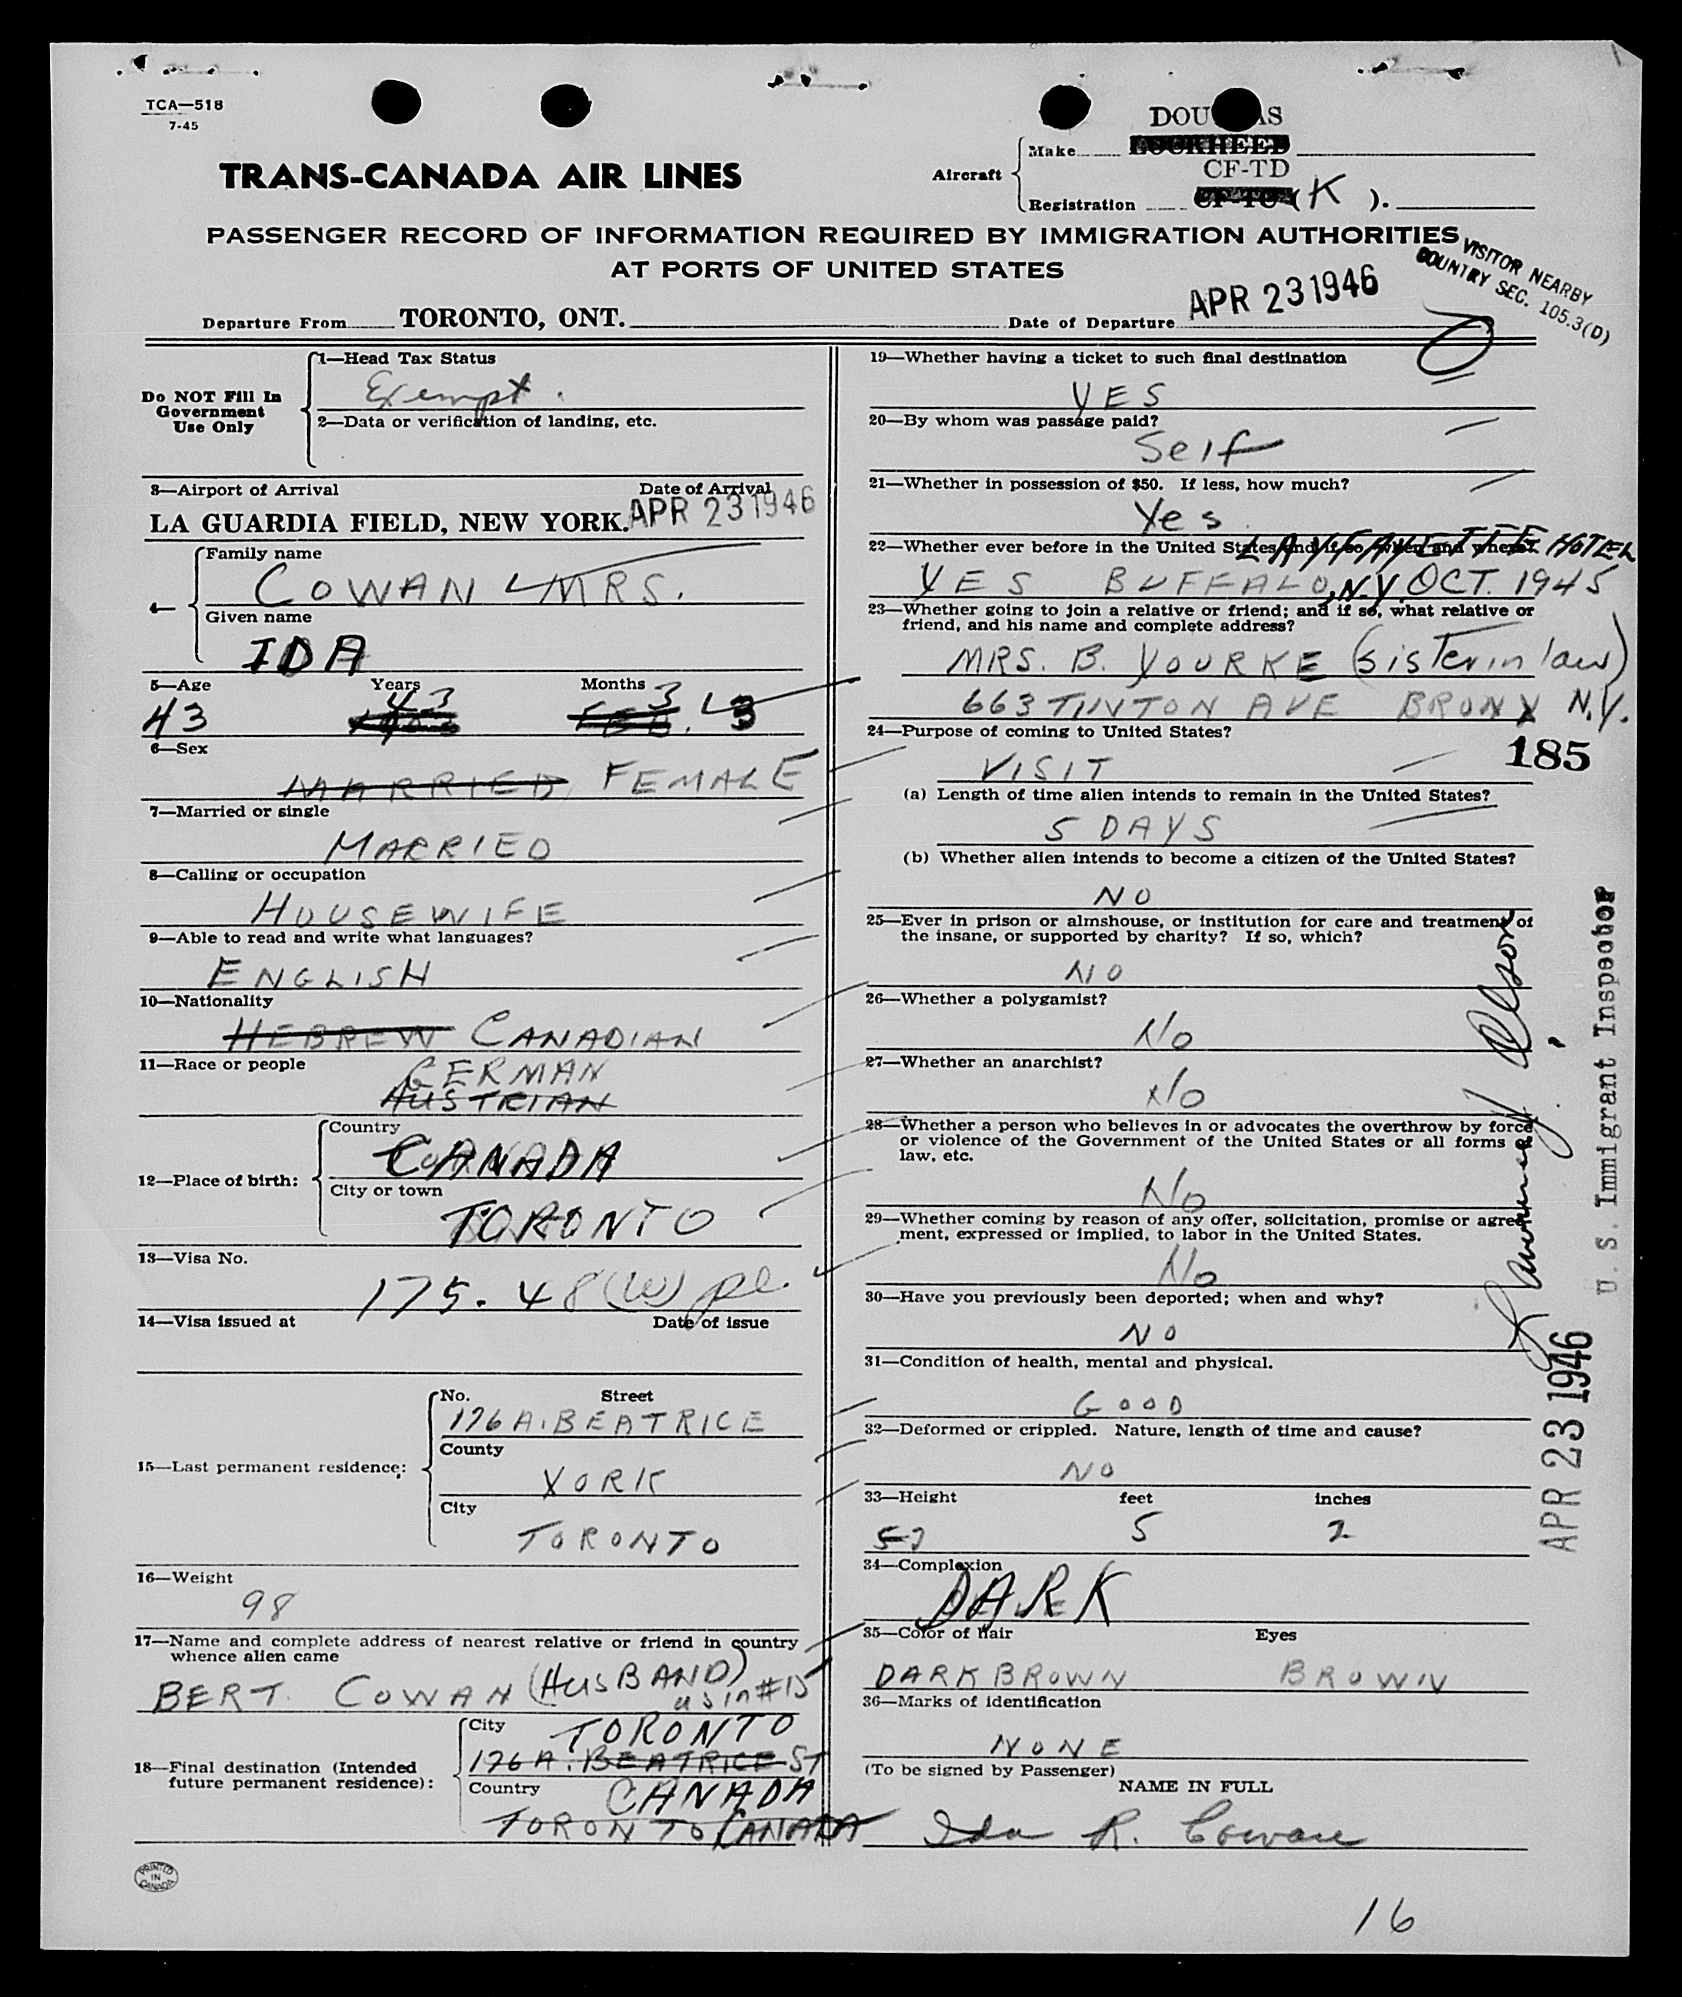 TCA—518
7-45
DOUGLAS
Make LOCKHEED
TRANS-CANADA AIR LINES
Aircraft
CF-TD
Registration CF-TC (K ).
PASSENGER RECORD OF INFORMATION REQUIRED BY IMMIGRATION AUTHORITIES
AT PORTS OF UNITED STATES
VISITOR NEARBY
COUNTRY SEC. 105.3(D)
Departure From TORONTO, ONT.
Date of Departure APR 23 1946
Do NOT Fill In
Government
Use Only
1—Head Tax Status
Exempt.
2—Data or verification of landing, etc.
3—Airport of Arrival Date of Arrival
LA GUARDIA FIELD, NEW YORK. APR 23 1946
4—
Family name
COWAN MRS.
Given name
IDA
5—Age Years Months
43 43 3
1903 FEB. 3
6—Sex
MARRIED FEMALE
7—Married or single
MARRIED
8—Calling or occupation
HOUSEWIFE
9—Able to read and write what languages?
ENGLISH
10—Nationality
HEBREW CANADIAN
11—Race or people
GERMAN
AUSTRIAN
12—Place of birth:
Country
CANADA
City or town
TORONTO
13—Visa No.
175.48(W)
14—Visa issued at Date of issue
15—Last permanent residence:
No. Street
176A. BEATRICE
County
YORK
City
TORONTO
16—Weight
98
17—Name and complete address of nearest relative or friend in country
whence alien came
BERT. COWAN (HUSBAND)
as in #15
18—Final destination (Intended
future permanent residence):
City TORONTO
176A. BEATRICE ST
Country CANADA
TORONTO CANADA
PRINTED
IN
CANADA
19—Whether having a ticket to such final destination
YES
20—By whom was passage paid?
Self
21—Whether in possession of $50. If less, how much?
Yes
22—Whether ever before in the United States, and if so, when and where?
LAYFAYETTE HOTEL
YES BUFFALO, N.Y. OCT. 1945
23—Whether going to join a relative or friend; and if so, what relative or
friend, and his name and complete address?
MRS. B. YOURKE (Sister in law)
663 TINTON AVE BRONX N.Y.
24—Purpose of coming to United States?
185
VISIT
(a) Length of time alien intends to remain in the United States?
5 DAYS
(b) Whether alien intends to become a citizen of the United States?
NO
25—Ever in prison or almshouse, or institution for care and treatment of
the insane, or supported by charity? If so, which?
NO
26—Whether a polygamist?
No
27—Whether an anarchist?
No
28—Whether a person who believes in or advocates the overthrow by force
or violence of the Government of the United States or all forms of
law, etc.
No
29—Whether coming by reason of any offer, solicitation, promise or agree-
ment, expressed or implied, to labor in the United States.
No
30—Have you previously been deported; when and why?
NO
31—Condition of health, mental and physical.
GOOD
32—Deformed or crippled. Nature, length of time and cause?
NO
33—Height feet inches
5 2
34—Complexion
DARK
35—Color of Hair Eyes
DARK BROWN BROWN
36—Marks of identification
NONE
(To be signed by Passenger)
NAME IN FULL
Ida R. Cowan
U. S. Immigrant Inspector
APR 23 1946
16